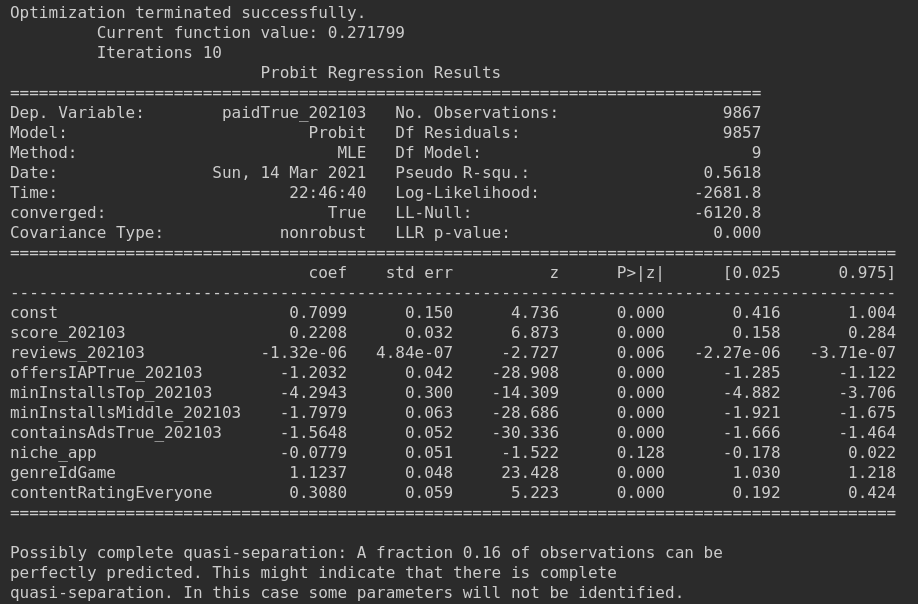 Optimization terminated successfully.
         Current function value: 0.271799
         Iterations 10
                          Probit Regression Results
==============================================================================
Dep. Variable:        paidTrue_202103   No. Observations:                 9867
Model:                         Probit   Df Residuals:                     9857
Method:                           MLE   Df Model:                            9
Date:                Sun, 14 Mar 2021   Pseudo R-squ.:                  0.5618
Time:                        22:46:40   Log-Likelihood:                -2681.8
converged:                       True   LL-Null:                       -6120.8
Covariance Type:            nonrobust   LLR p-value:                     0.000
============================================================================================
                               coef    std err          z      P>|z|      [0.025      0.975]
--------------------------------------------------------------------------------------------
const                        0.7099      0.150      4.736      0.000       0.416       1.004
score_202103                 0.2208      0.032      6.873      0.000       0.158       0.284
reviews_202103            -1.32e-06   4.84e-07     -2.727      0.006   -2.27e-06   -3.71e-07
offersIAPTrue_202103        -1.2032      0.042    -28.908      0.000      -1.285      -1.122
minInstallsTop_202103       -4.2943      0.300    -14.309      0.000      -4.882      -3.706
minInstallsMiddle_202103    -1.7979      0.063    -28.686      0.000      -1.921      -1.675
containsAdsTrue_202103      -1.5648      0.052    -30.336      0.000      -1.666      -1.464
niche_app                   -0.0779      0.051     -1.522      0.128      -0.178       0.022
genreIdGame                  1.1237      0.048     23.428      0.000       1.030       1.218
contentRatingEveryone        0.3080      0.059      5.223      0.000       0.192       0.424
============================================================================================
Possibly complete quasi-separation: A fraction 0.16 of observations can be
perfectly predicted. This might indicate that there is complete
quasi-separation. In this case some parameters will not be identified.